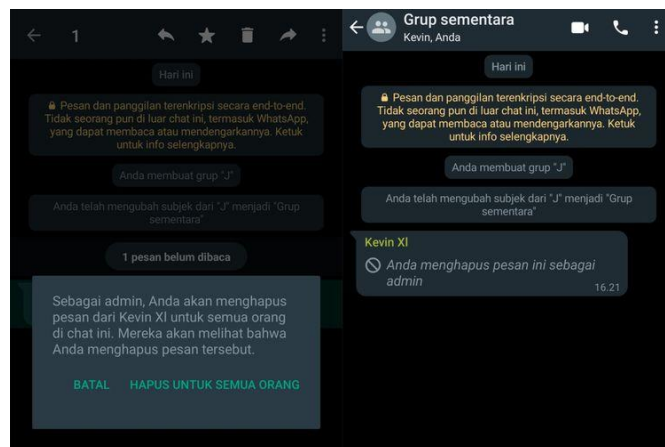 1
Hari ini
Pesan dan panggilan terenkripsi secara end-to-end.
Tidak seorang pun di luar chat ini, termasuk WhatsApp,
yang dapat membaca atau mendengarkannya. Ketuk
untuk info selengkapnya.
Anda membuat grup "J"
Anda telah mengubah subjek dari "J" menjadi "Grup
sementara"
1 pesan belum dibaca
Sebagai admin, Anda akan menghapus
pesan dari Kevin Xl untuk semua orang
di chat ini. Mereka akan melihat bahwa
Anda menghapus pesan tersebut.
BATAL HAPUS UNTUK SEMUA ORANG
Grup sementara
Kevin, Anda
Hari ini
Pesan dan panggilan terenkripsi secara end-to-end.
Tidak seorang pun di luar chat ini, termasuk WhatsApp,
yang dapat membaca atau mendengarkannya. Ketuk
untuk info selengkapnya.
Anda membuat grup "J"
Anda telah mengubah subjek dari "J" menjadi "Grup
sementara"
Kevin Xl
Anda menghapus pesan ini sebagai
admin
16.21